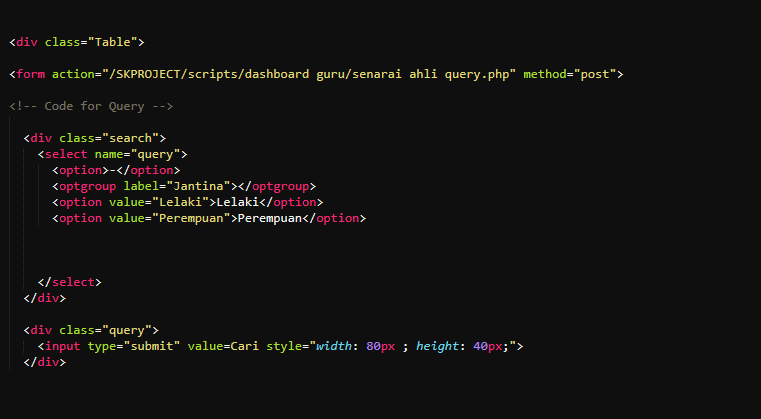 <div class="Table">
<form action="/SKPROJECT/scripts/dashboard guru/senarai ahli query.php" method="post">
<!-- Code for Query -->
<div class="search">
<select name="query">
<option>-</option>
<optgroup label="Jantina"></optgroup>
<option value="Lelaki">Lelaki</option>
<option value="Perempuan">Perempuan</option>
</select>
</div>
<div class="query">
<input type="submit" value=Cari style="width: 80px ; height: 40px;">
</div>